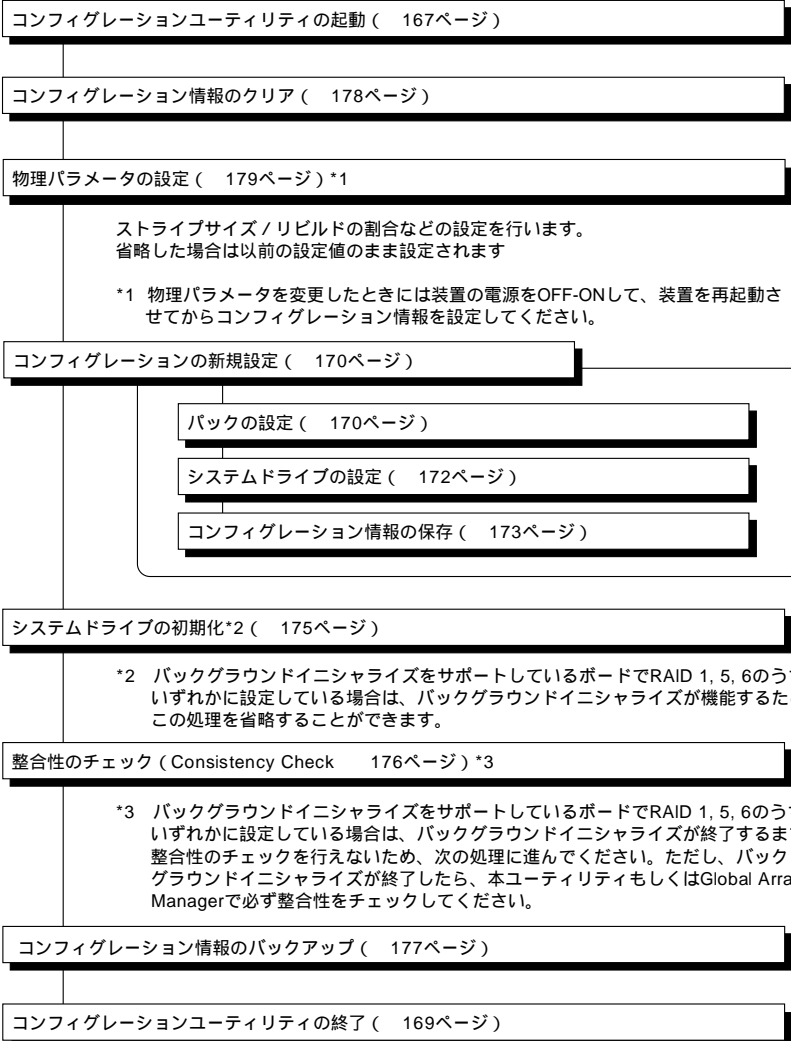 コンフィグレーションユーティリティの起動（　167ページ）
コンフィグレーション情報のクリア（　178ページ）
物理パラメータの設定（　179ページ）*1
ストライプサイズ / リビルドの割合などの設定を行います。
省略した場合は以前の設定値のまま設定されます
*1 物理パラメータを変更したときには装置の電源をOFF-ONして、装置を再起動さ
せてからコンフィグレーション情報を設定してください。
コンフィグレーションの新規設定（　170ページ）
パックの設定（　170ページ）
システムドライブの設定（　172ページ）
コンフィグレーション情報の保存（　173ページ）
システムドライブの初期化*2（　175ページ）
*2 バックグラウンドイニシャライズをサポートしているボードでRAID 1, 5, 6のう
いずれかに設定している場合は、バックグラウンドイニシャライズが機能するた
この処理を省略することができます。
整合性のチェック（Consistency Check　176ページ）*3
*3 バックグラウンドイニシャライズをサポートしているボードでRAID 1, 5, 6のう
いずれかに設定している場合は、バックグラウンドイニシャライズが終了するま
整合性のチェックを行えないため、次の処理に進んでください。ただし、バック
グラウンドイニシャライズが終了したら、本ユーティリティもしくはGlobal Arra
Managerで必ず整合性をチェックしてください。
コンフィグレーション情報のバックアップ（　177ページ）
コンフィグレーションユーティリティの終了（　169ページ）